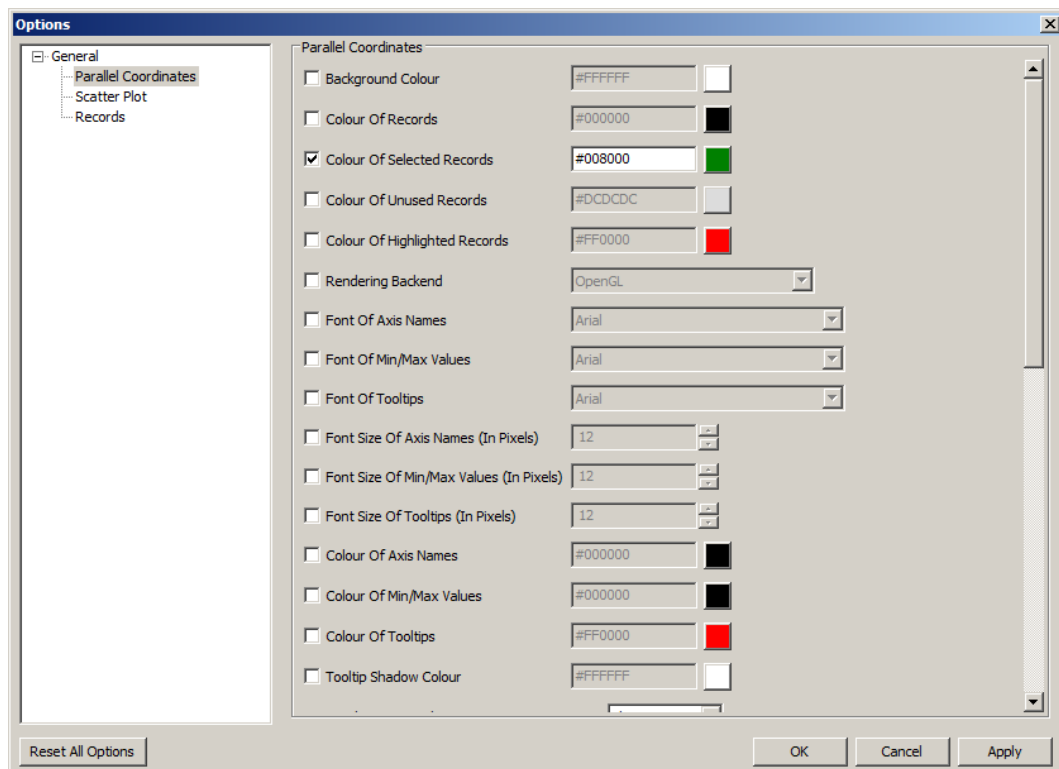 Options
General
Parallel Coordinates
Scatter Plot
Records
Parallel Coordinates
Background Colour #FFFFFF
Colour Of Records #000000
Colour Of Selected Records #008000
Colour Of Unused Records #DCDCDC
Colour Of Highlighted Records #FF0000
Rendering Backend OpenGL
Font Of Axis Names Arial
Font Of Min/Max Values Arial
Font Of Tooltips Arial
Font Size Of Axis Names (In Pixels) 12
Font Size Of Min/Max Values (In Pixels) 12
Font Size Of Tooltips (In Pixels) 12
Colour Of Axis Names #000000
Colour Of Min/Max Values #000000
Colour Of Tooltips #FF0000
Tooltip Shadow Colour #FFFFFF
Reset All Options OK Cancel Apply